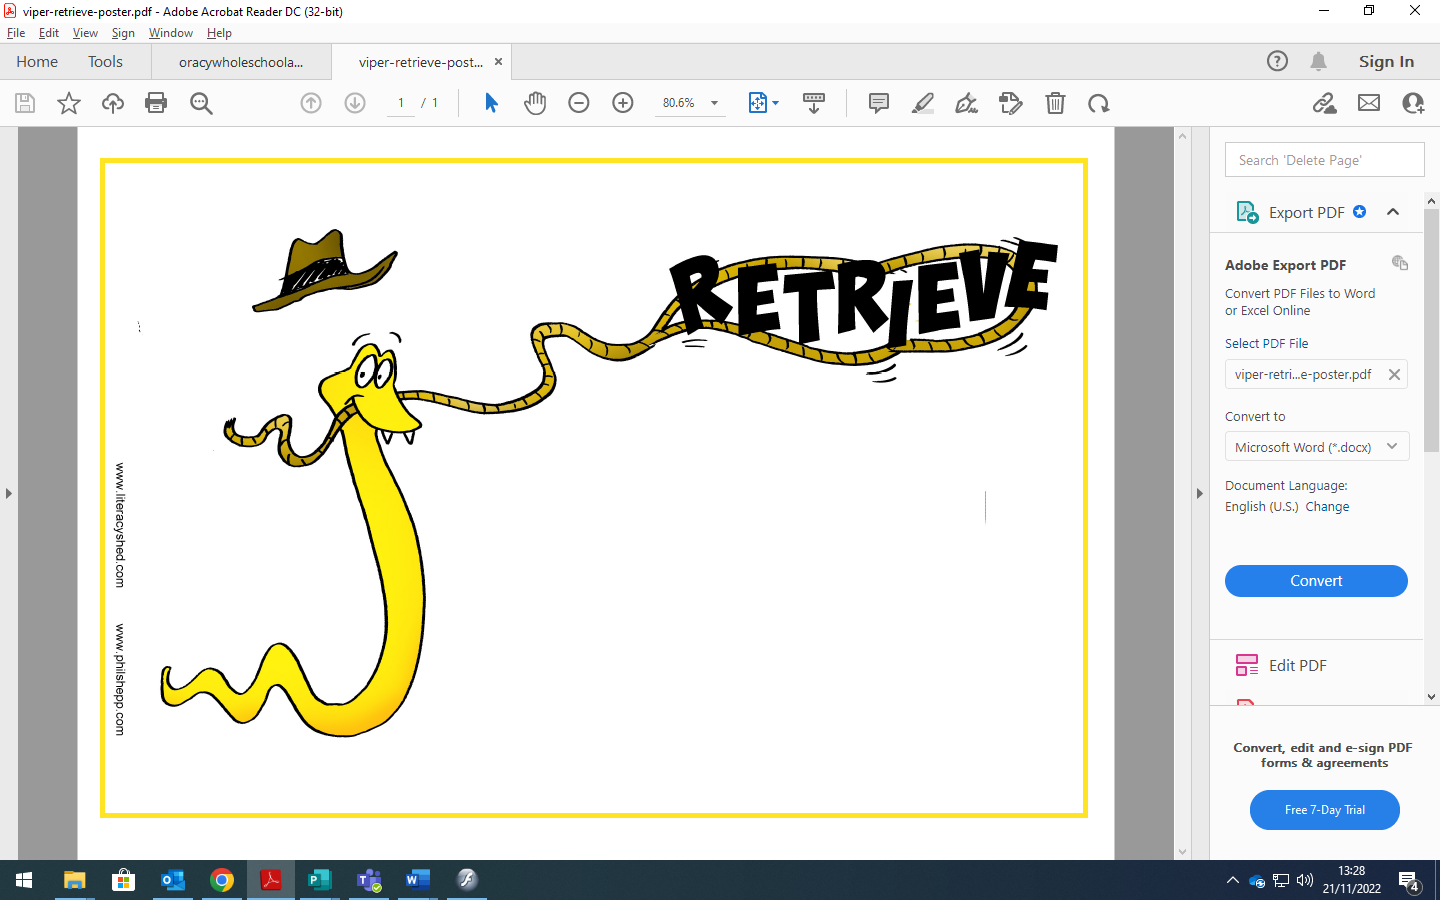 viper-retrieve-poster.pdf - Adobe Acrobat Reader DC (32-bit)
File Edit View Sign Window Help
Home Tools oracywholeschoola... viper-retrieve-post... × Sign In
1 / 1 80.6%
Search 'Delete Page'
Export PDF
Adobe Export PDF
Convert PDF Files to Word
or Excel Online
Select PDF File
viper-retri...e-poster.pdf
Convert to
Microsoft Word (*.docx)
Document Language:
English (U.S.) Change
Convert
Edit PDF
Convert, edit and e-sign PDF
forms & agreements
Free 7-Day Trial
RETRIEVE
www.literacyshed.com www.philshepp.com
13:28
21/11/2022
4